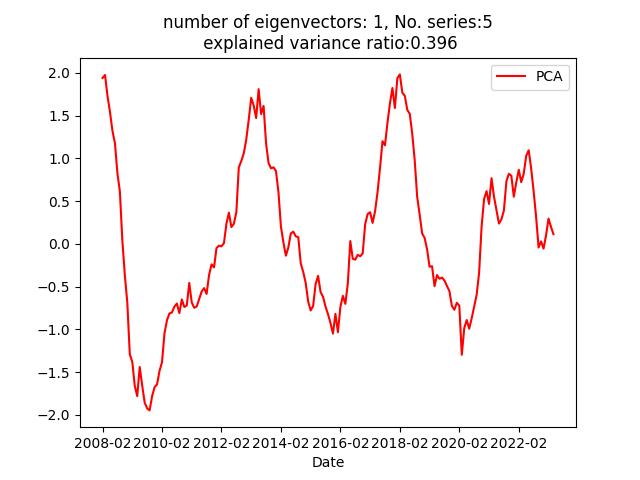 number of eigenvectors: 1, No. series:5
explained variance ratio:0.396
PCA
2.0
1.5
1.0
0.5
0.0
−0.5
−1.0
−1.5
−2.0
2008-02 2010-02 2012-02 2014-02 2016-02 2018-02 2020-02 2022-02
Date